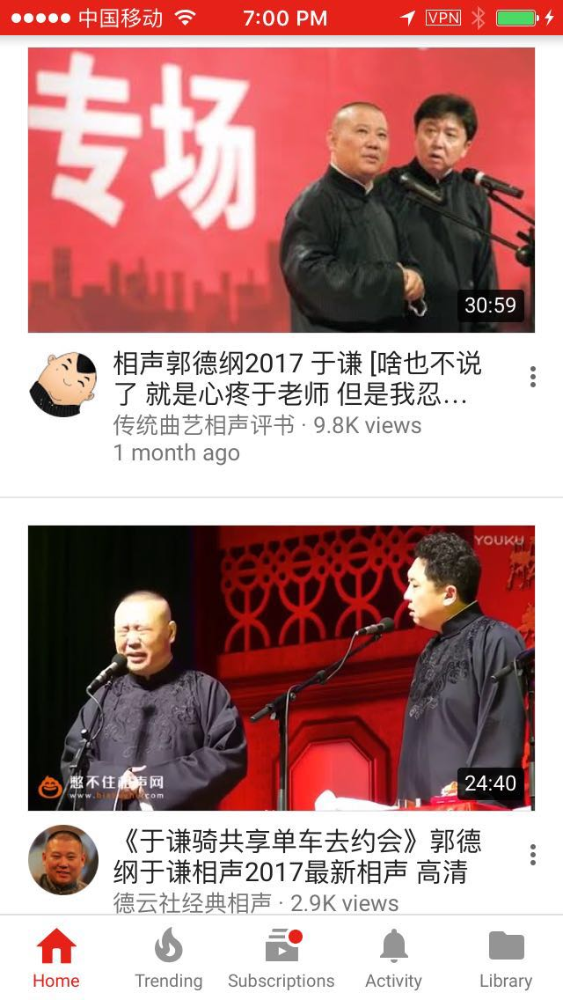 中国移动
7:00 PM
VPN
专场
30:59
相声郭德纲2017 于谦 [啥也不说
了 就是心疼于老师 但是我忍...
传统曲艺相声评书 · 9.8K views
1 month ago
YOUKU
憋不住相声网
24:40
《于谦骑共享单车去约会》郭德
纲于谦相声2017最新相声 高清
德云社经典相声 · 2.9K views
Home
Trending
Subscriptions
Activity
Library